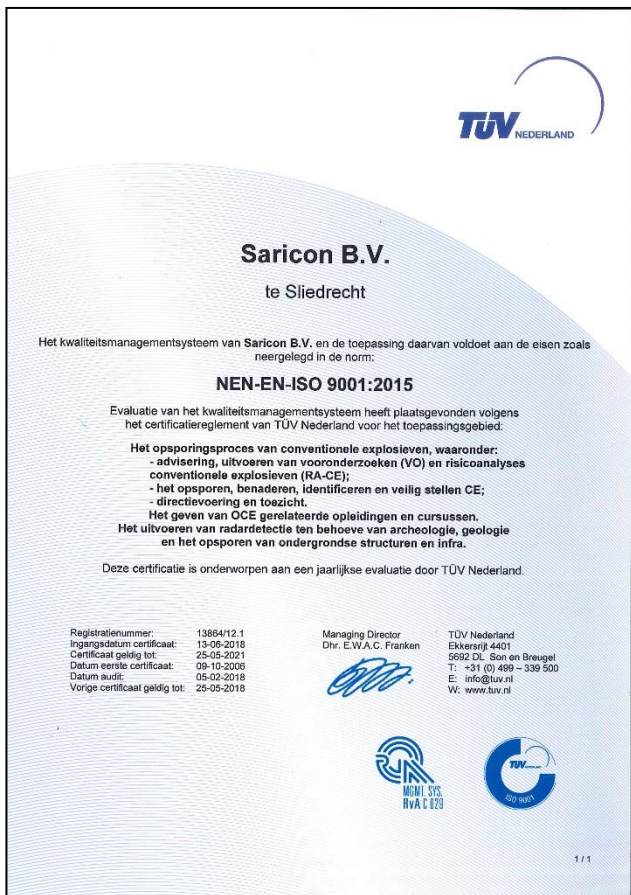 TÜV NEDERLAND
Saricon B.V.
te Sliedrecht
Het kwaliteitsmanagementsysteem van Saricon B.V. en de toepassing daarvan voldoet aan de eisen zoals
neergelegd in de norm:
NEN-EN-ISO 9001:2015
Evaluatie van het kwaliteitsmanagementsysteem heeft plaatsgevonden volgens
het certificatiereglement van TÜV Nederland voor het toepassingsgebied:
Het opsporingsproces van conventionele explosieven, waaronder:
- advisering, uitvoeren van vooronderzoeken (VO) en risicoanalyses
conventionele explosieven (RA-CE);
- het opsporen, benaderen, identificeren en veilig stellen CE;
- directievoering en toezicht.
Het geven van OCE gerelateerde opleidingen en cursussen.
Het uitvoeren van radardetectie ten behoeve van archeologie, geologie
en het opsporen van ondergrondse structuren en infra.
Deze certificatie is onderworpen aan een jaarlijkse evaluatie door TÜV Nederland.
Registratienummer: 13864/12.1
Ingangsdatum certificaat: 13-06-2018
Certificaat geldig tot: 25-05-2021
Datum eerste certificaat: 09-10-2006
Datum audit: 05-02-2018
Vorige certificaat geldig tot: 25-05-2018
Managing Director
Dhr. E.W.A.C. Franken
TÜV Nederland
Ekkersrijt 4401
5692 DL Son en Breugel
T: +31 (0) 499 – 339 500
E: info@tuv.nl
W: www.tuv.nl
MGMT. SYS.
RvA C 029
TÜV
ISO 9001
1 / 1